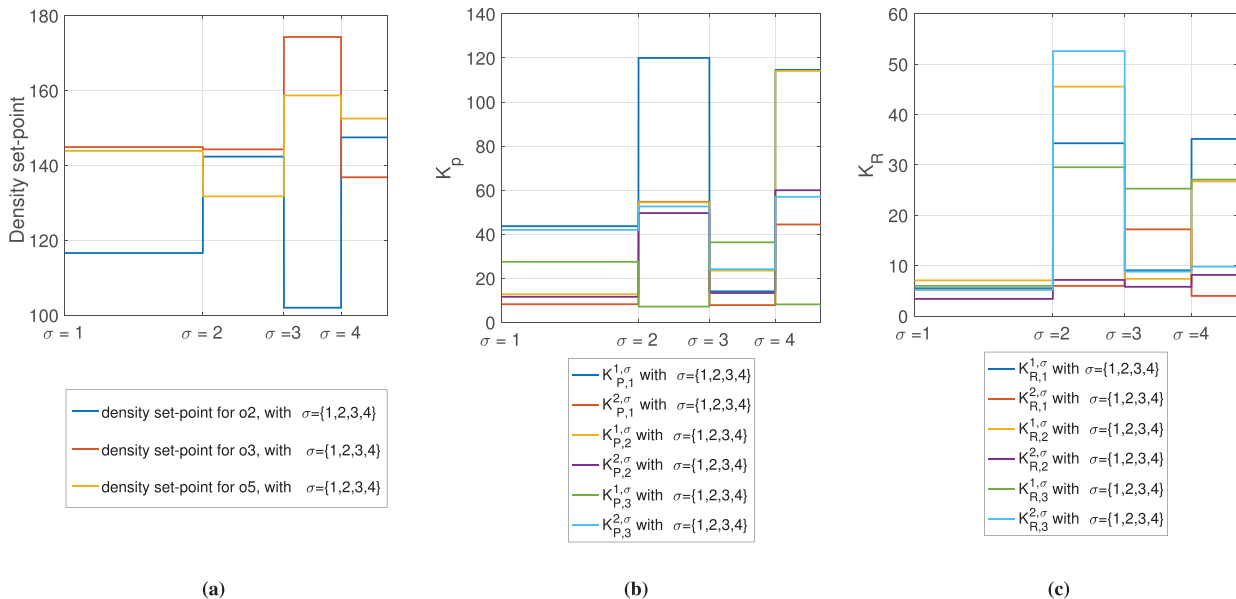 180
160
140
120
100
Density set-point
σ = 1
σ = 2
σ =3
σ = 4
density set-point for o2, with σ={1,2,3,4}
density set-point for o3, with σ={1,2,3,4}
density set-point for o5, with σ={1,2,3,4}
(a)
140
120
100
80
60
40
20
0
K_p
σ = 1
σ = 2
σ = 3
σ = 4
K_{P,1}^{1,σ} with σ={1,2,3,4}
K_{P,1}^{2,σ} with σ={1,2,3,4}
K_{P,2}^{1,σ} with σ={1,2,3,4}
K_{P,2}^{2,σ} with σ={1,2,3,4}
K_{P,3}^{1,σ} with σ={1,2,3,4}
K_{P,3}^{2,σ} with σ={1,2,3,4}
(b)
60
50
40
30
20
10
0
K_R
σ =1
σ =2
σ = 3
σ = 4
K_{R,1}^{1,σ} with σ={1,2,3,4}
K_{R,1}^{2,σ} with σ={1,2,3,4}
K_{R,2}^{1,σ} with σ={1,2,3,4}
K_{R,2}^{2,σ} with σ={1,2,3,4}
K_{R,3}^{1,σ} with σ={1,2,3,4}
K_{R,3}^{2,σ} with σ={1,2,3,4}
(c)